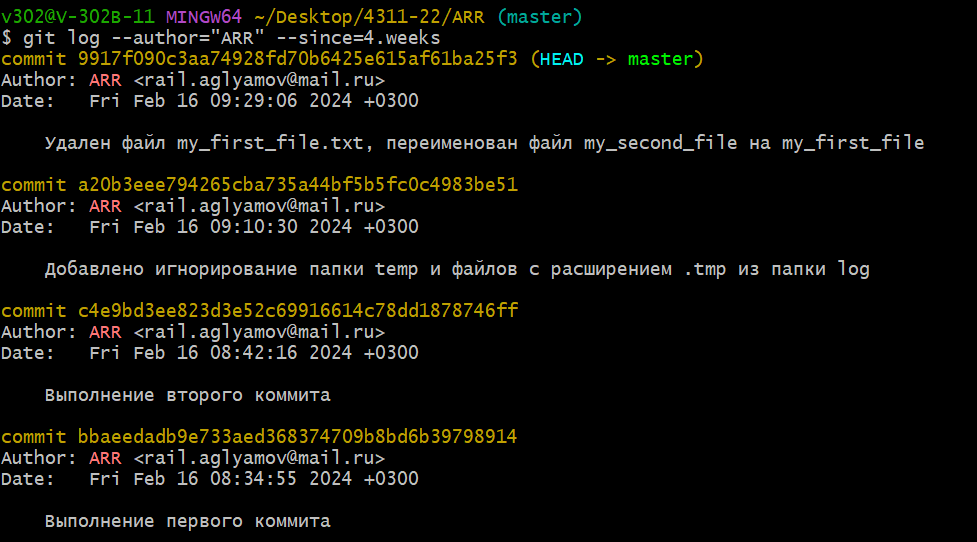 v302@V-302B-11 MINGW64 ~/Desktop/4311-22/ARR (master)
$ git log --author="ARR" --since=4.weeks
commit 9917f090c3aa74928fd70b6425e615af61ba25f3 (HEAD -> master)
Author: ARR <rail.aglyamov@mail.ru>
Date:   Fri Feb 16 09:29:06 2024 +0300
Удален файл my_first_file.txt, переименован файл my_second_file на my_first_file
commit a20b3eee794265cba735a44bf5b5fc0c4983be51
Author: ARR <rail.aglyamov@mail.ru>
Date:   Fri Feb 16 09:10:30 2024 +0300
Добавлено игнорирование папки temp и файлов с расширением .tmp из папки log
commit c4e9bd3ee823d3e52c69916614c78dd1878746ff
Author: ARR <rail.aglyamov@mail.ru>
Date:   Fri Feb 16 08:42:16 2024 +0300
Выполнение второго коммита
commit bbaeedadb9e733aed368374709b8bd6b39798914
Author: ARR <rail.aglyamov@mail.ru>
Date:   Fri Feb 16 08:34:55 2024 +0300
Выполнение первого коммита